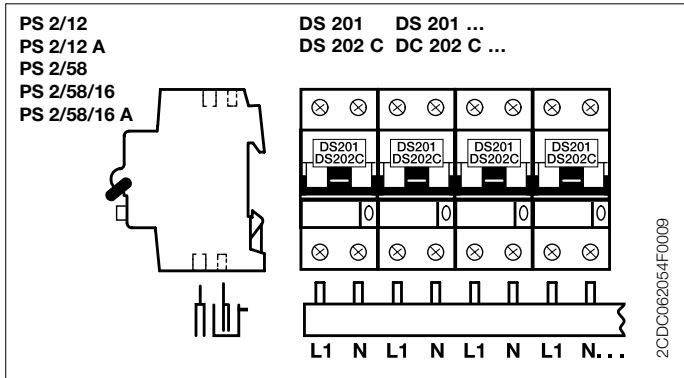 PS 2/12
PS 2/12 A
PS 2/58
PS 2/58/16
PS 2/58/16 A
DS 201 DS 201 ...
DS 202 C DC 202 C ...
DS201 DS201 DS201 DS201
DS202C DS202C DS202C DS202C
0 0 0 0
L1 N L1 N L1 N L1 N...
2CDC062054F0009